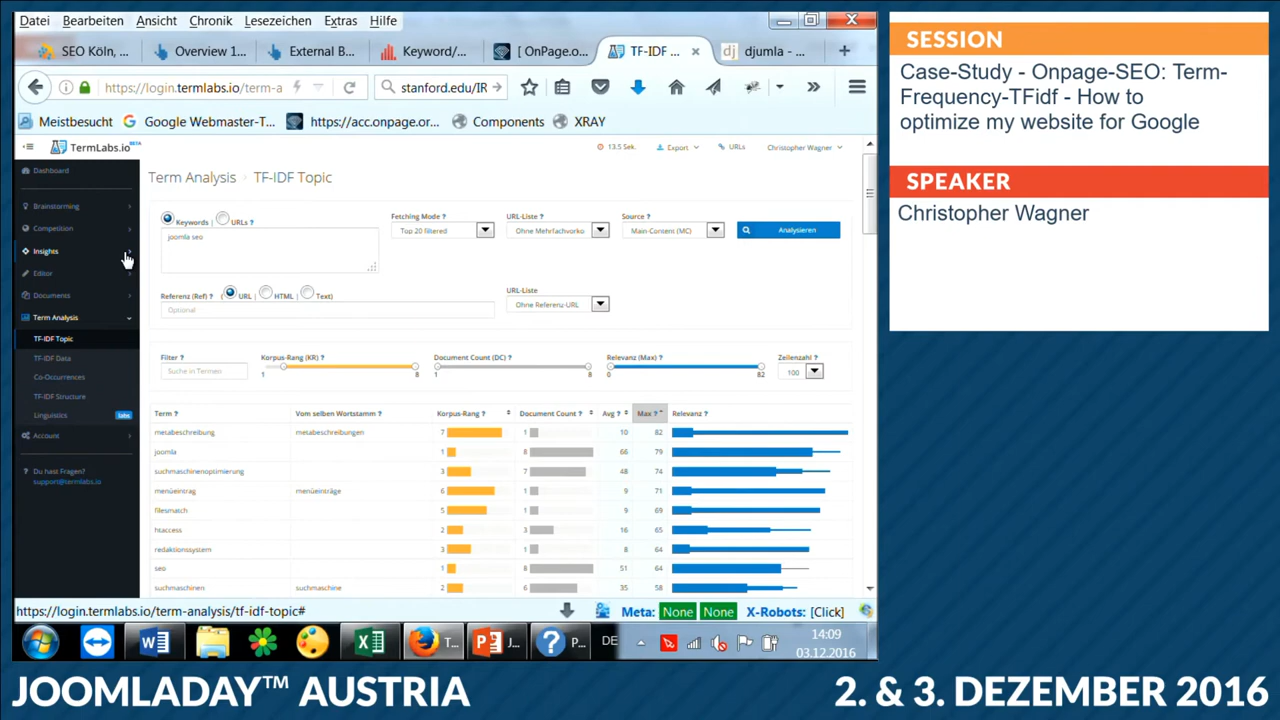 Datei Bearbeiten Ansicht Chronik Lesezeichen Extras Hilfe
SEO Köln, ... Overview 1... External B... Keyword/... [ OnPage.o... TF-IDF ... × dj djumla - ... +
https://login.termlabs.io/term-a stanford.edu/IR
Meistbesucht Google Webmaster-T... https://acc.onpage.or... Components XRAY
TermLabs.io BETA 13.5 Sek. Export URLs Christopher Wagner
Dashboard
Brainstorming
Competition
Insights
Editor
Documents
Term Analysis
TF-IDF Topic
TF-IDF Data
Co-Occurrences
TF-IDF Structure
Linguistics labs
Account
Du hast Fragen?
support@termlabs.io
Term Analysis TF-IDF Topic
Keywords | URLs ? Fetching Mode ? URL-Liste ? Source ?
joomla seo Top 20 filtered Ohne Mehrfachvorko Main-Content (MC) Analysieren
Referenz (Ref) ? ( URL HTML Text) URL-Liste
Optional Ohne Referenz-URL
Filter ? Korpus-Rang (KR) ? Document Count (DC) ? Relevanz (Max) ? Zeilenzahl ?
Suche in Termen 1 8 1 8 0 82 100
Term ? Vom selben Wortstamm ? Korpus-Rang ? Document Count ? Avg ? Max ? Relevanz ?
metabeschreibung metabeschreibungen 7 1 10 82
joomla 1 8 66 79
suchmaschinenoptimierung 3 7 48 74
menüeintrag menüeinträge 6 1 9 71
filesmatch 5 1 9 69
htaccess 2 3 16 65
redaktionssystem 3 1 8 64
seo 1 8 51 64
suchmaschinen suchmaschine 2 6 35 58
https://login.termlabs.io/term-analysis/tf-idf-topic# Meta: None None X-Robots: [Click]
T... J... P... DE 14:09
03.12.2016
SESSION
Case-Study - Onpage-SEO: Term-
Frequency-TFidf - How to
optimize my website for Google
SPEAKER
Christopher Wagner
JOOMLADAY™ AUSTRIA 2. & 3. DEZEMBER 2016